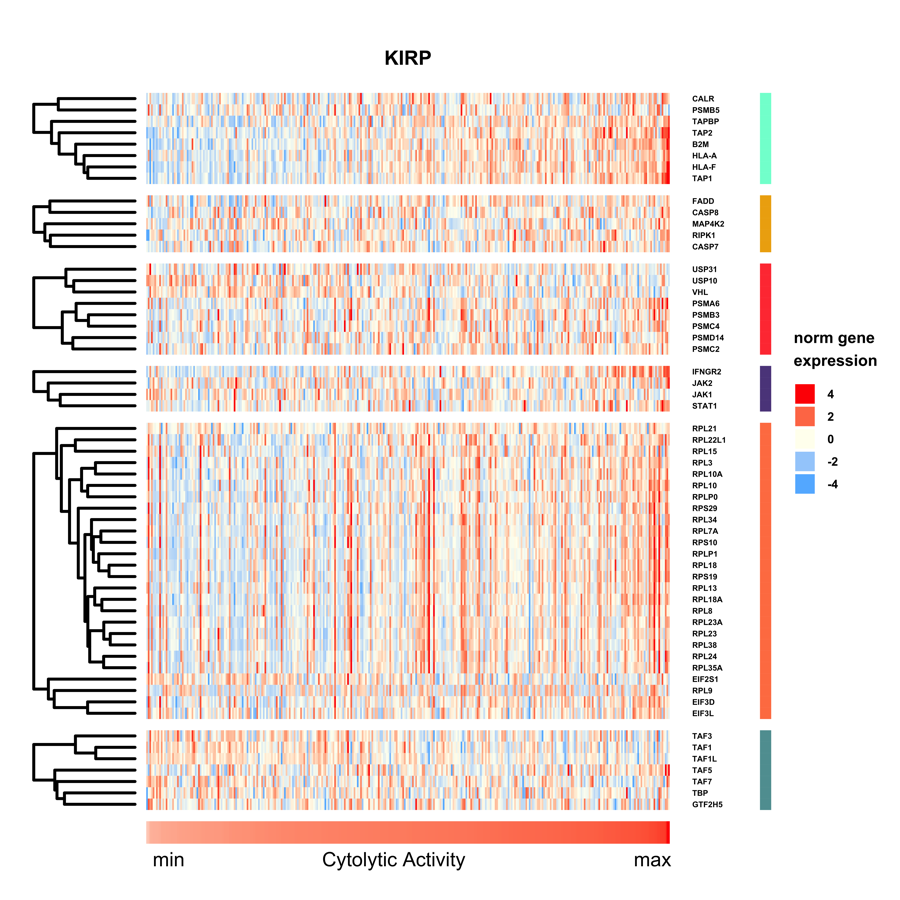 KIRP
CALR
PSMB5
TAPBP
TAP2
B2M
HLA-A
HLA-F
TAP1
FADD
CASP8
MAP4K2
RIPK1
CASP7
USP31
USP10
VHL
PSMA6
PSMB3
PSMC4
PSMD14
PSMC2
IFNGR2
JAK2
JAK1
STAT1
RPL21
RPL22L1
RPL15
RPL3
RPL10A
RPL10
RPLP0
RPS29
RPL34
RPL7A
RPS10
RPLP1
RPL18
RPS19
RPL13
RPL18A
RPL8
RPL23A
RPL23
RPL38
RPL24
RPL35A
EIF2S1
RPL9
EIF3D
EIF3L
TAF3
TAF1
TAF1L
TAF5
TAF7
TBP
GTF2H5
norm gene
expression
4
2
0
-2
-4
min Cytolytic Activity max